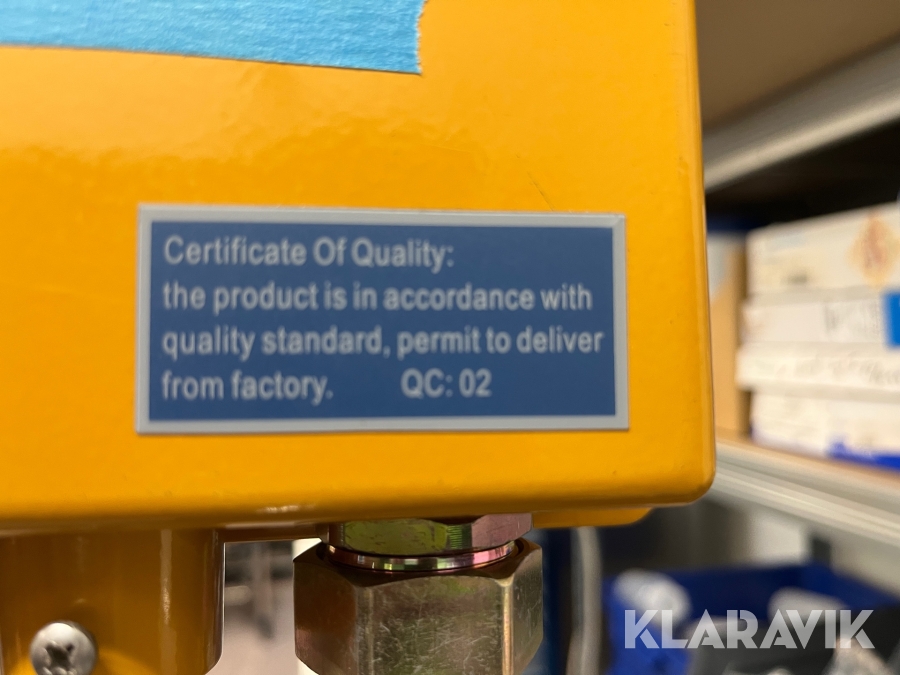 Certificate Of Quality:
the product is in accordance with
quality standard, permit to deliver
from factory. QC: 02
KLARAVIK